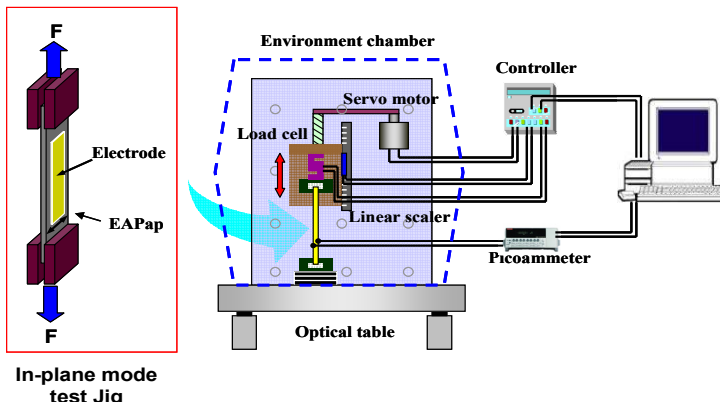 F
Electrode
EAPap
F
In-plane mode
test Jig
Environment chamber
Servo motor
Load cell
Linear scaler
Optical table
Controller
Picoammeter